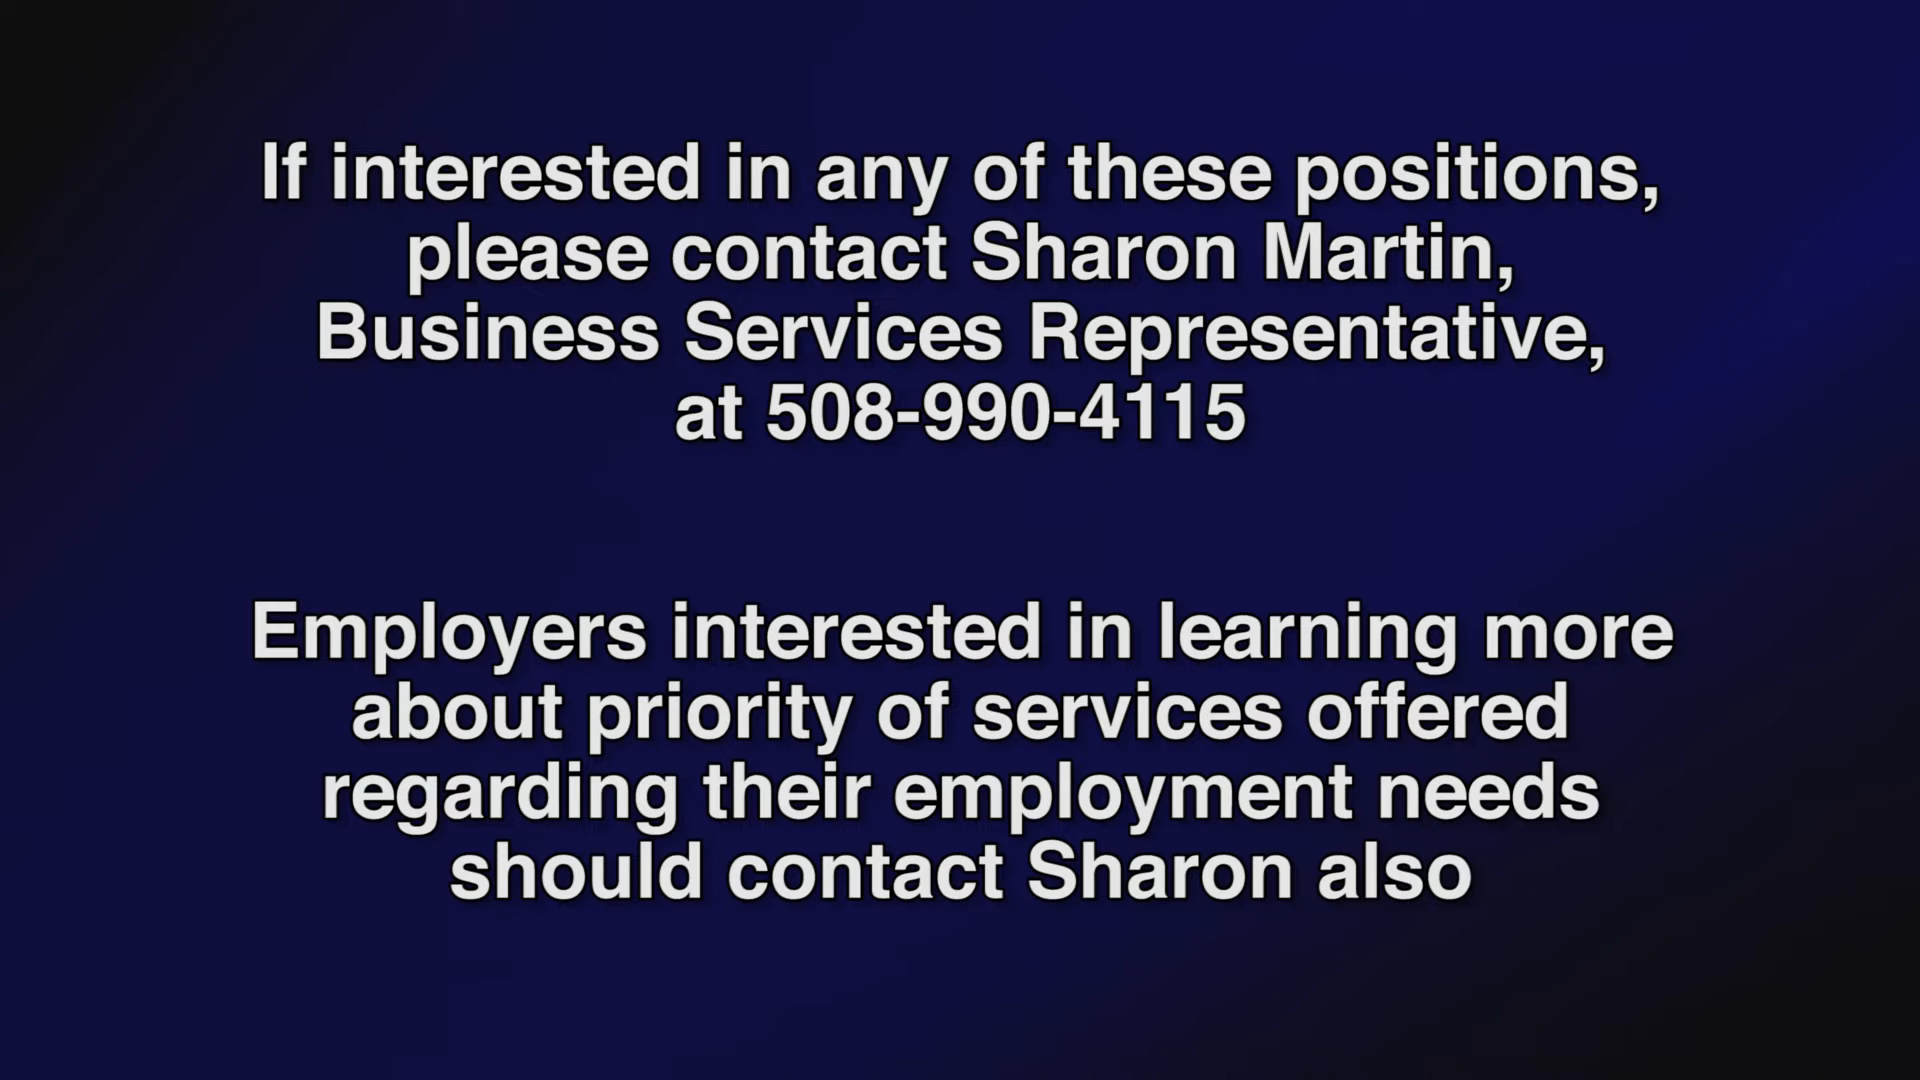 If interested in any of these positions,
please contact Sharon Martin,
Business Services Representative,
at 508-990-4115
Employers interested in learning more
about priority of services offered
regarding their employment needs
should contact Sharon also